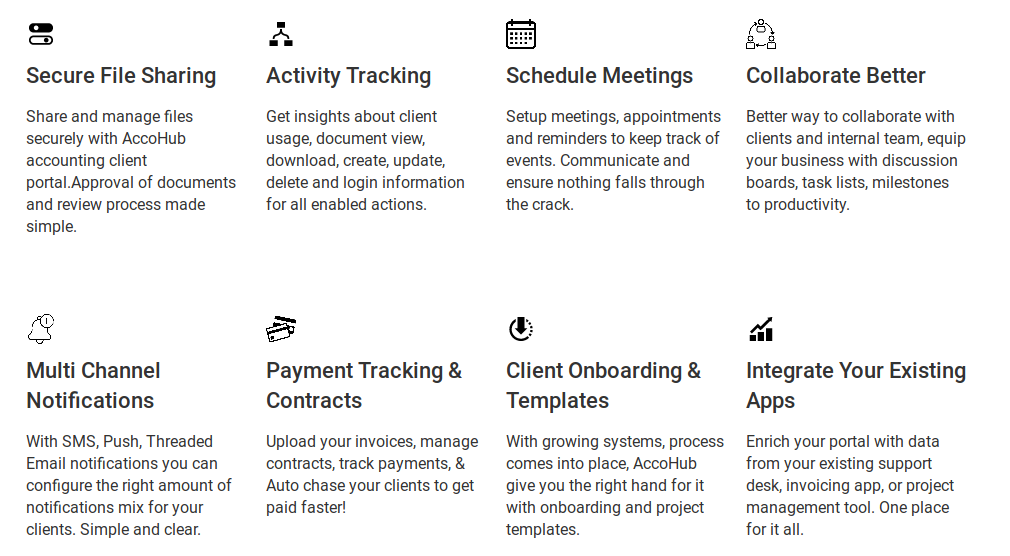 Secure File Sharing
Share and manage files
securely with AccoHub
accounting client
portal.Approval of documents
and review process made
simple.
Activity Tracking
Get insights about client
usage, document view,
download, create, update,
delete and login information
for all enabled actions.
Schedule Meetings
Setup meetings, appointments
and reminders to keep track of
events. Communicate and
ensure nothing falls through
the crack.
Collaborate Better
Better way to collaborate with
clients and internal team, equip
your business with discussion
boards, task lists, milestones
to productivity.
Multi Channel
Notifications
With SMS, Push, Threaded
Email notifications you can
configure the right amount of
notifications mix for your
clients. Simple and clear.
Payment Tracking &
Contracts
Upload your invoices, manage
contracts, track payments, &
Auto chase your clients to get
paid faster!
Client Onboarding &
Templates
With growing systems, process
comes into place, AccoHub
give you the right hand for it
with onboarding and project
templates.
Integrate Your Existing
Apps
Enrich your portal with data
from your existing support
desk, invoicing app, or project
management tool. One place
for it all.